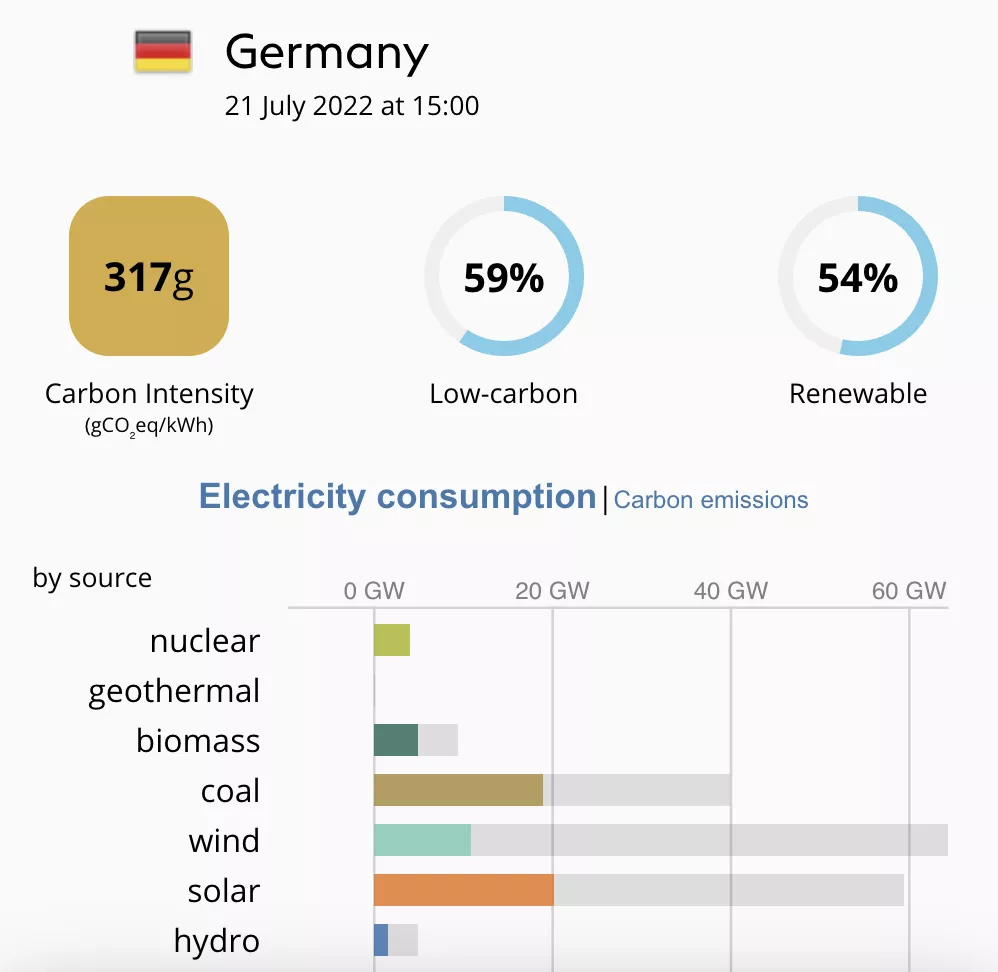 Germany
21 July 2022 at 15:00
317g
59%
54%
Carbon Intensity
(gCO₂eq/kWh)
Low-carbon
Renewable
Electricity consumption | Carbon emissions
by source
0 GW 20 GW 40 GW 60 GW
nuclear
geothermal
biomass
coal
wind
solar
hydro